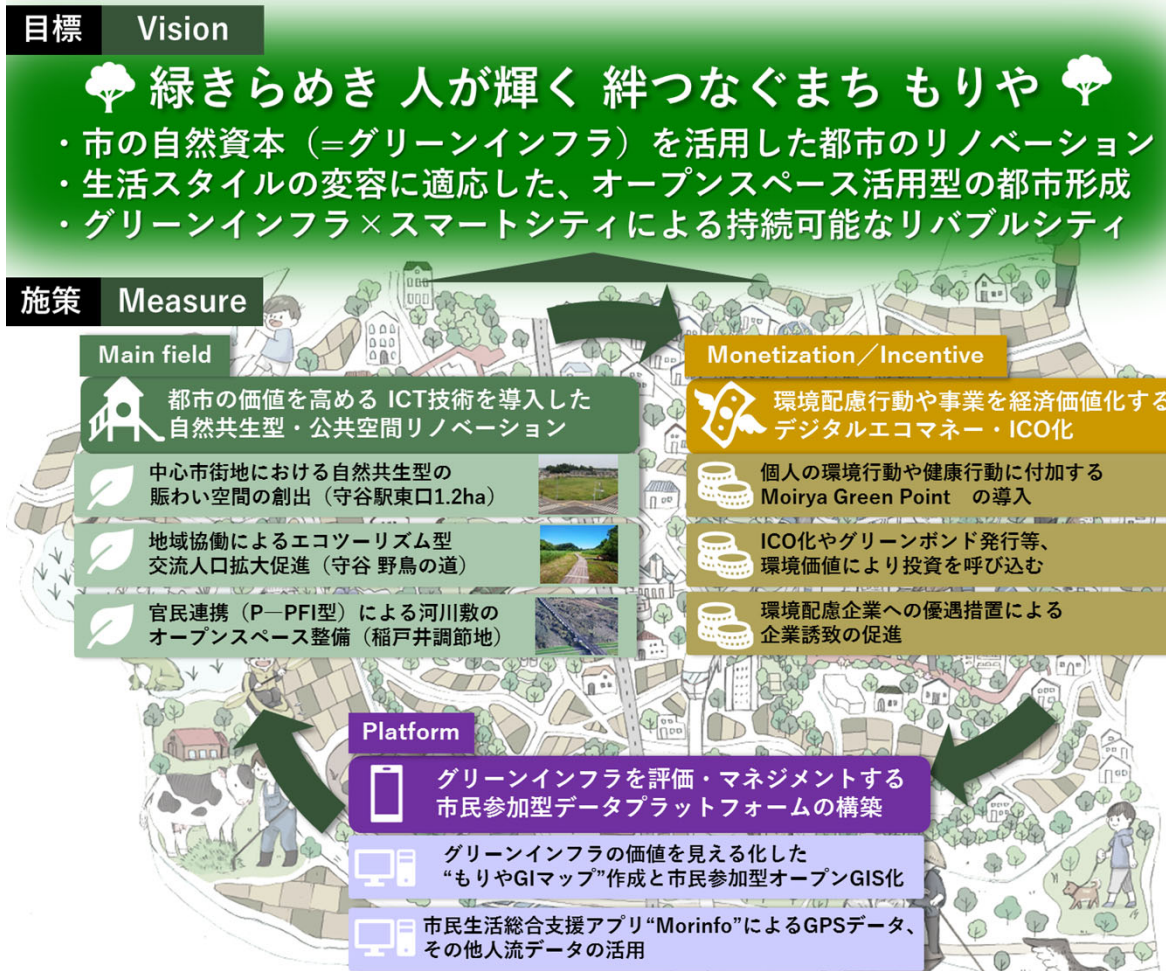 目標 Vision
緑きらめき 人が輝く 絆つなぐまち もりや
・市の自然資本（=グリーンインフラ）を活用した都市のリノベーション
・生活スタイルの変容に適応した、オープンスペース活用型の都市形成
・グリーンインフラ×スマートシティによる持続可能なリバブルシティ
施策 Measure
Main field
都市の価値を高める ICT技術を導入した
自然共生型・公共空間リノベーション
中心市街地における自然共生型の
賑わい空間の創出（守谷駅東口1.2ha）
地域協働によるエコツーリズム型
交流人口拡大促進（守谷 野鳥の道）
官民連携（P―PFI型）による河川敷の
オープンスペース整備（稲戸井調節地）
Monetization／Incentive
環境配慮行動や事業を経済価値化する
デジタルエコマネー・ICO化
個人の環境行動や健康行動に付加する
Moirya Green Point の導入
ICO化やグリーンボンド発行等、
環境価値により投資を呼び込む
環境配慮企業への優遇措置による
企業誘致の促進
Platform
グリーンインフラを評価・マネジメントする
市民参加型データプラットフォームの構築
グリーンインフラの価値を見える化した
“もりやGIマップ”作成と市民参加型オープンGIS化
市民生活総合支援アプリ“Morinfo”によるGPSデータ、
その他人流データの活用